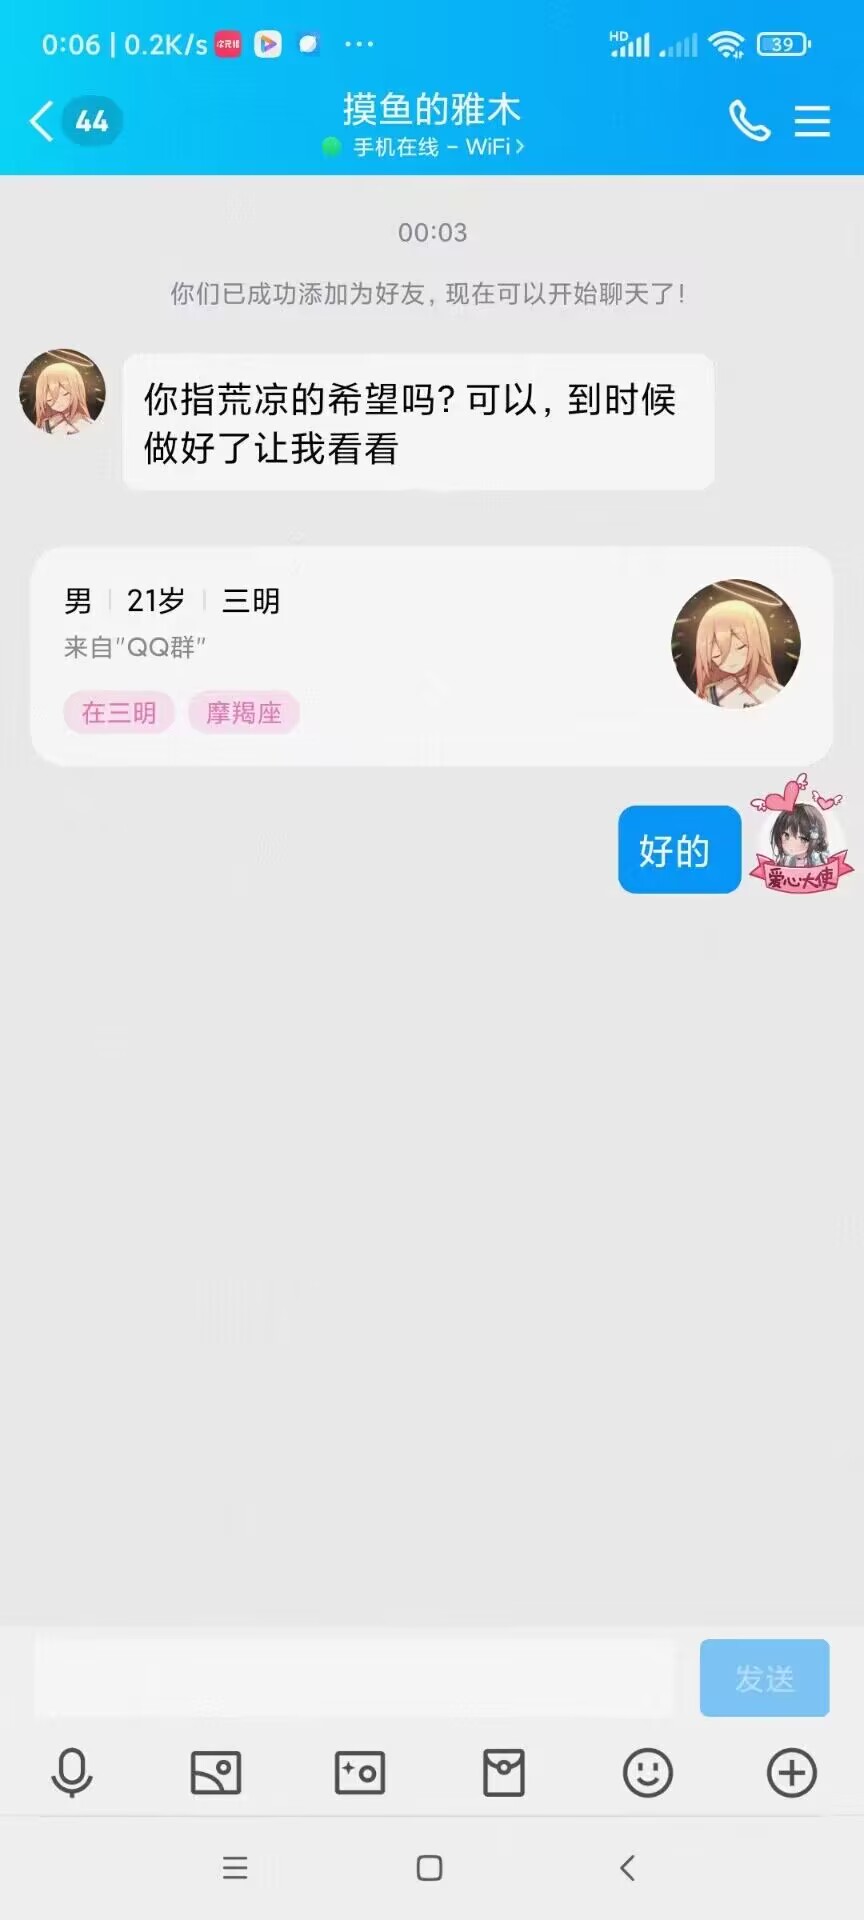 0:06 | 0.2K/s
HD
39
44
摸鱼的雅木
手机在线 - WiFi
00:03
你们已成功添加为好友，现在可以开始聊天了！
你指荒凉的希望吗？可以，到时候
做好了让我看看
男 | 21岁 | 三明
来自"QQ群"
在三明 摩羯座
好的
爱心大使
发送